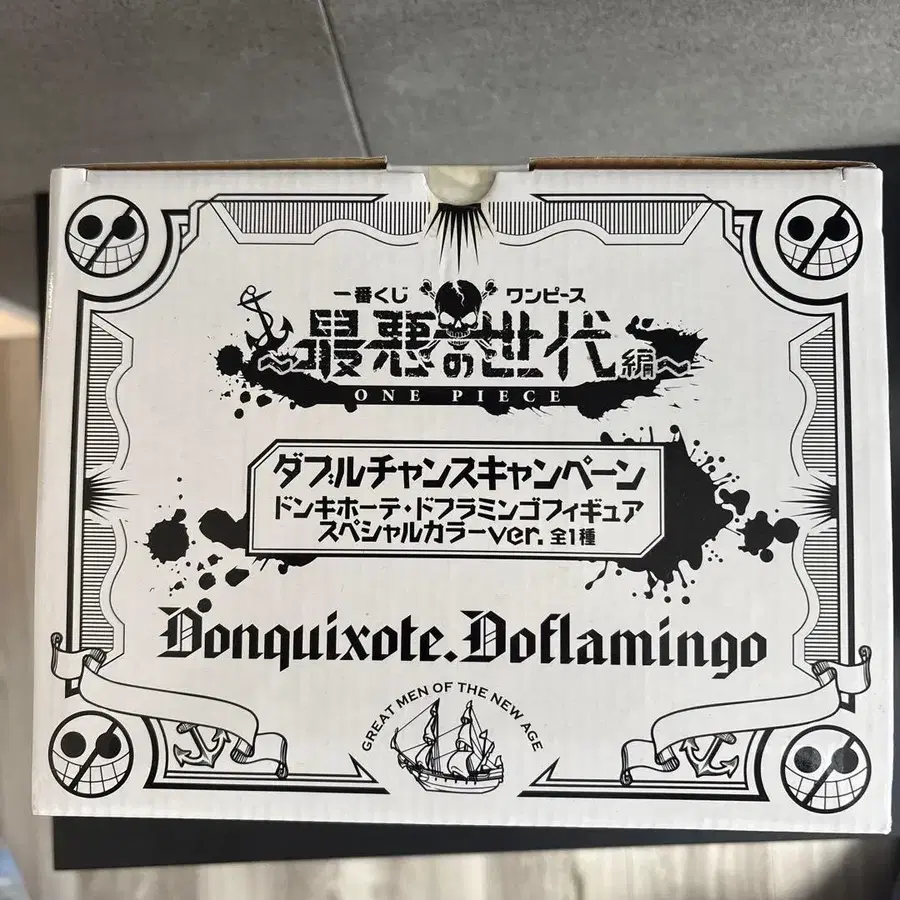 一番くじ ワンピース
～最悪の世代編～
ONE PIECE
ダブルチャンスキャンペーン
ドンキホーテ・ドフラミンゴフィギュア
スペシャルカラーver. 全1種
Donquixote.Doflamingo
GREAT MEN OF THE NEW AGE